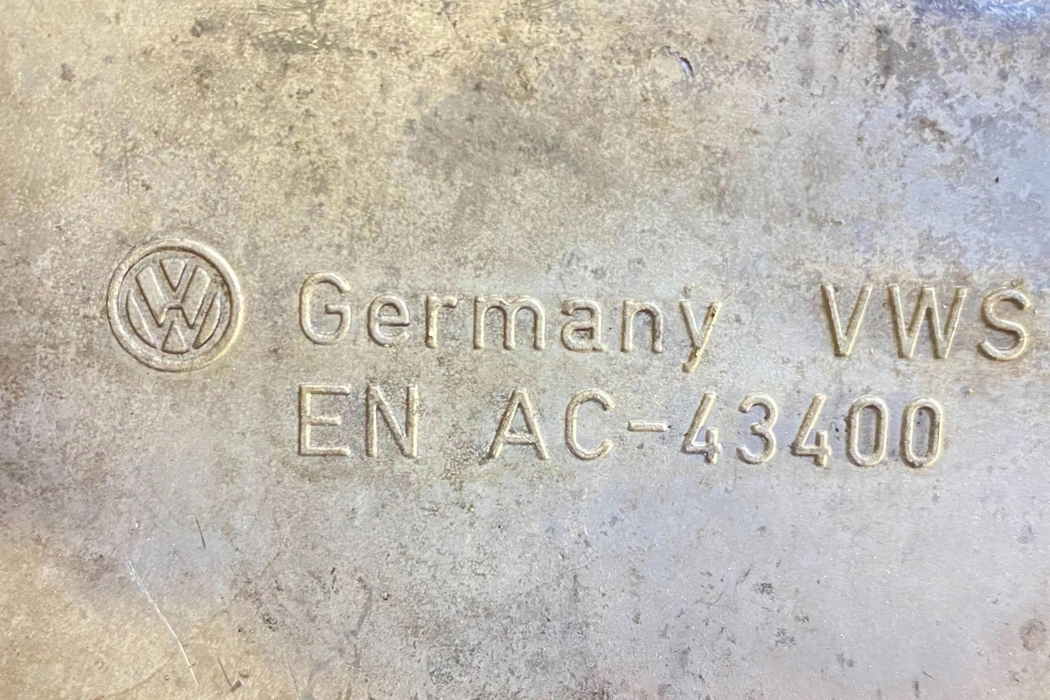 Germany VWS
EN AC-43400